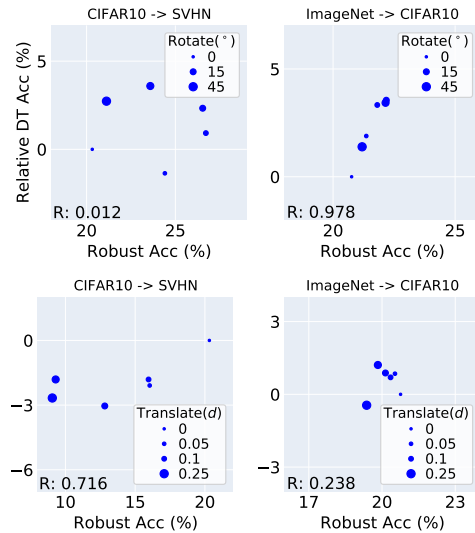 CIFAR10 -> SVHN
ImageNet -> CIFAR10
Relative DT Acc (%)
5
0
Rotate(°)
0
15
45
R: 0.012
20
25
Robust Acc (%)
5
0
Rotate(°)
0
15
45
R: 0.978
20
25
Robust Acc (%)
CIFAR10 -> SVHN
ImageNet -> CIFAR10
0
−3
−6
Translate(d)
0
0.05
0.1
0.25
R: 0.716
10
15
20
Robust Acc (%)
3
0
−3
Translate(d)
0
0.05
0.1
0.25
R: 0.238
17
20
23
Robust Acc (%)